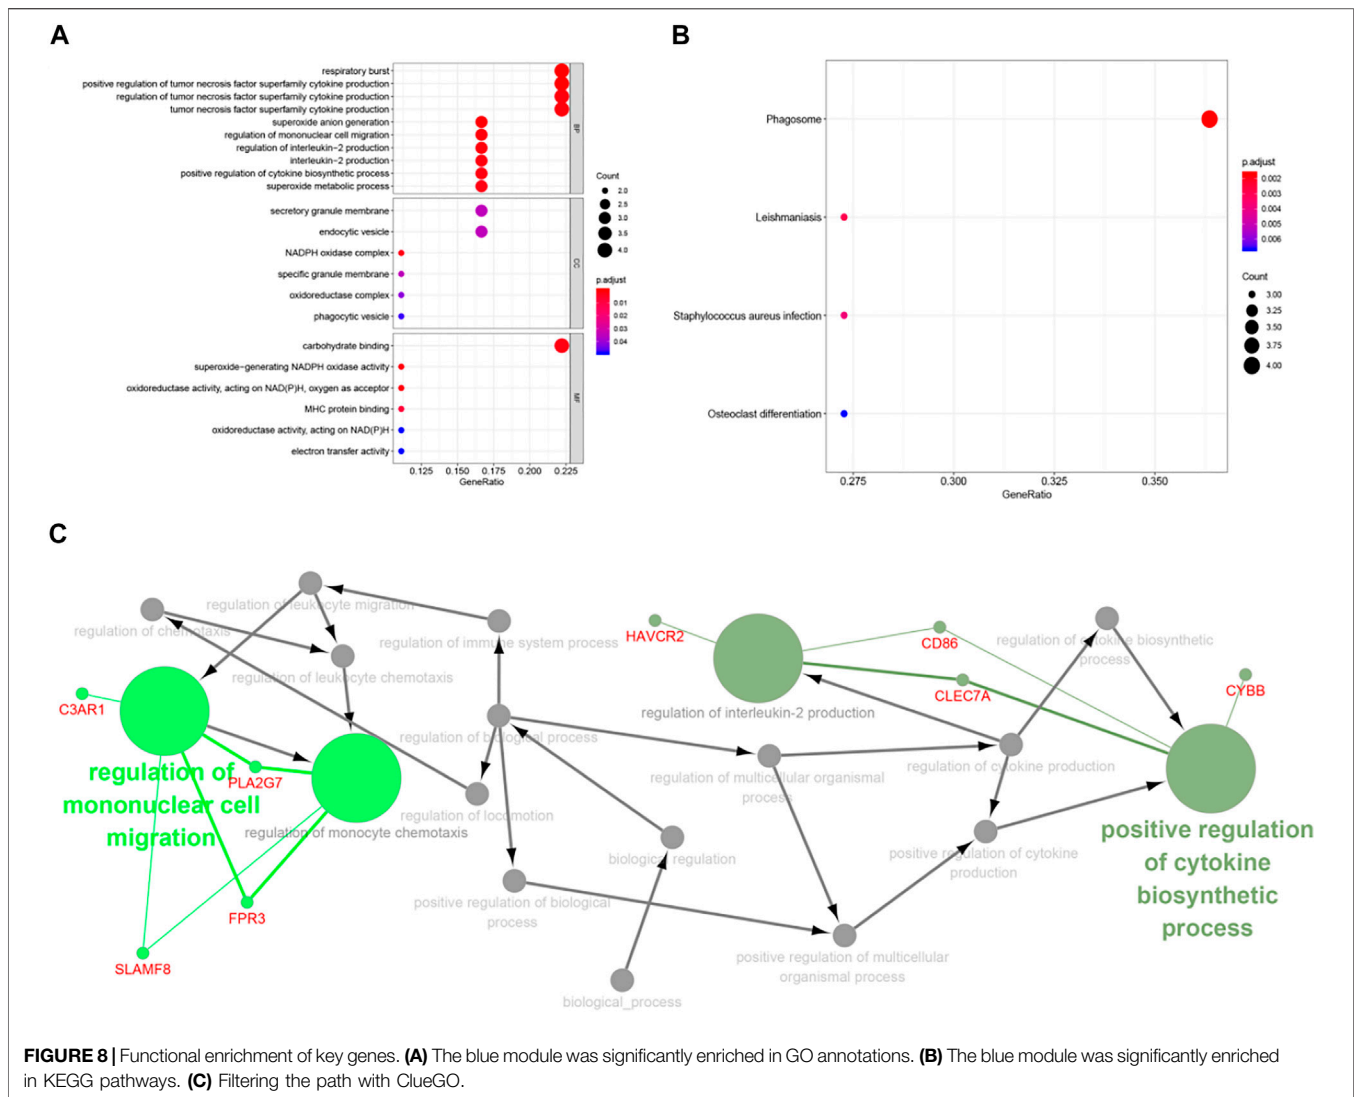 A
respiratory burst
positive regulation of tumor necrosis factor superfamily cytokine production
regulation of tumor necrosis factor superfamily cytokine production
tumor necrosis factor superfamily cytokine production
superoxide anion generation
regulation of mononuclear cell migration
regulation of interleukin−2 production
interleukin−2 production
positive regulation of cytokine biosynthetic process
superoxide metabolic process
BP
secretory granule membrane
endocytic vesicle
NADPH oxidase complex
specific granule membrane
oxidoreductase complex
phagocytic vesicle
CC
carbohydrate binding
superoxide−generating NADPH oxidase activity
oxidoreductase activity, acting on NAD(P)H, oxygen as acceptor
MHC protein binding
oxidoreductase activity, acting on NAD(P)H
electron transfer activity
MF
0.125 0.150 0.175 0.200 0.225
GeneRatio
Count
2.0
2.5
3.0
3.5
4.0
p.adjust
0.01
0.02
0.03
0.04
B
Phagosome
Leishmaniasis
Staphylococcus aureus infection
Osteoclast differentiation
0.275 0.300 0.325 0.350
GeneRatio
p.adjust
0.002
0.003
0.004
0.005
0.006
Count
3.00
3.25
3.50
3.75
4.00
C
regulation of leukocyte migration
regulation of chemotaxis
regulation of immune system process
regulation of leukocyte chemotaxis
C3AR1
regulation of biological process
regulation of
mononuclear cell
migration
PLA2G7
regulation of monocyte chemotaxis
regulation of locomotion
biological regulation
positive regulation of biological
process
FPR3
SLAMF8
biological_process
HAVCR2
CD86
regulation of cytokine biosynthetic
process
CLEC7A
CYBB
regulation of interleukin-2 production
regulation of multicellular organismal
process
regulation of cytokine production
positive regulation of cytokine
production
positive regulation
of cytokine
biosynthetic
process
positive regulation of multicellular
organismal process
FIGURE 8 | Functional enrichment of key genes. (A) The blue module was significantly enriched in GO annotations. (B) The blue module was significantly enriched
in KEGG pathways. (C) Filtering the path with ClueGO.